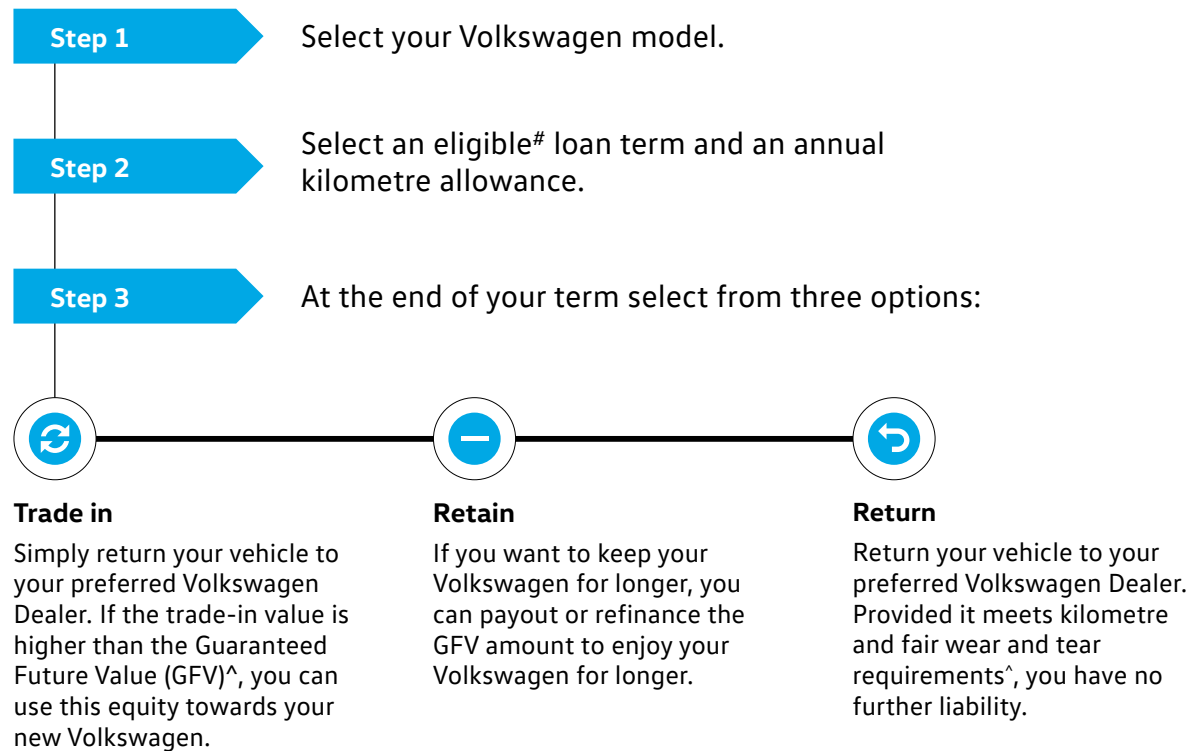 Step 1
Select your Volkswagen model.
Step 2
Select an eligible# loan term and an annual
kilometre allowance.
Step 3
At the end of your term select from three options:
Trade in
Simply return your vehicle to
your preferred Volkswagen
Dealer. If the trade-in value is
higher than the Guaranteed
Future Value (GFV)^, you can
use this equity towards your
new Volkswagen.
Retain
If you want to keep your
Volkswagen for longer, you
can payout or refinance the
GFV amount to enjoy your
Volkswagen for longer.
Return
Return your vehicle to your
preferred Volkswagen Dealer.
Provided it meets kilometre
and fair wear and tear
requirements^, you have no
further liability.